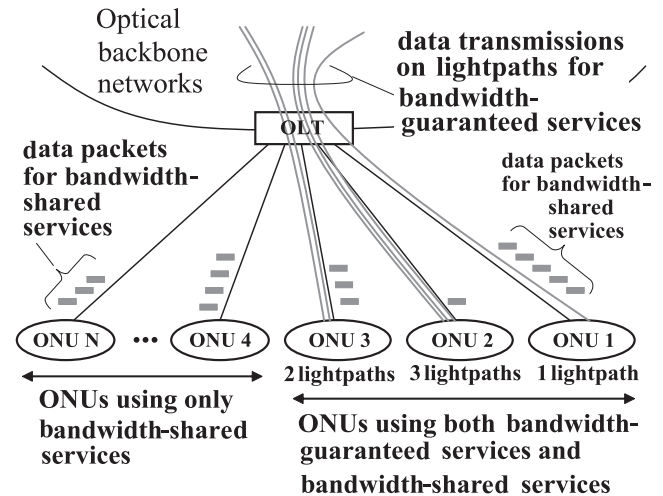 Optical
backbone
networks
data transmissions
on lightpaths for
bandwidth-
guaranteed services
OLT
data packets
for bandwidth-
shared
services
data packets
for bandwidth-
shared
services
ONU N
•••
ONU 4
ONU 3
ONU 2
ONU 1
2 lightpaths
3 lightpaths
1 lightpath
ONUs using only
bandwidth-shared
services
ONUs using both bandwidth-
guaranteed services and
bandwidth-shared services